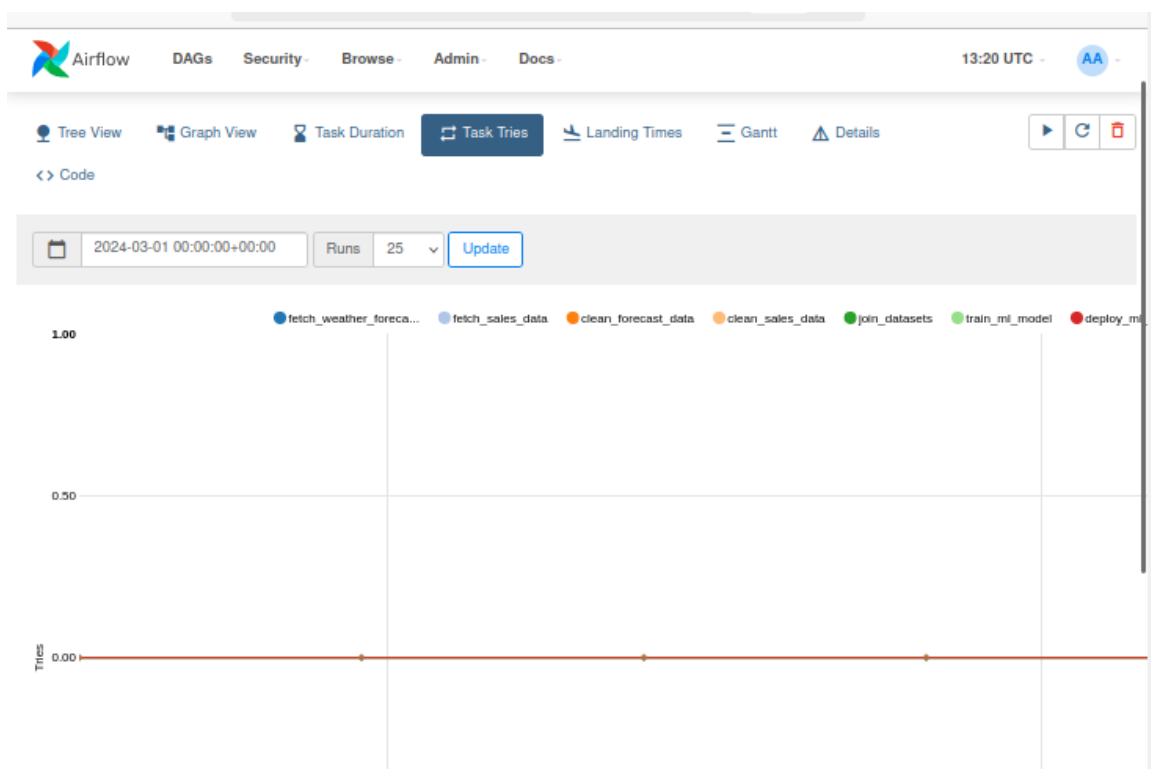 Airflow DAGs Security Browse Admin Docs 13:20 UTC AA
Tree View Graph View Task Duration Task Tries Landing Times Gantt Details
<> Code
2024-03-01 00:00:00+00:00 Runs 25 Update
fetch_weather_foreca... fetch_sales_data clean_forecast_data clean_sales_data join_datasets train_ml_model deploy_ml_
1.00
0.50
Tries
0.00